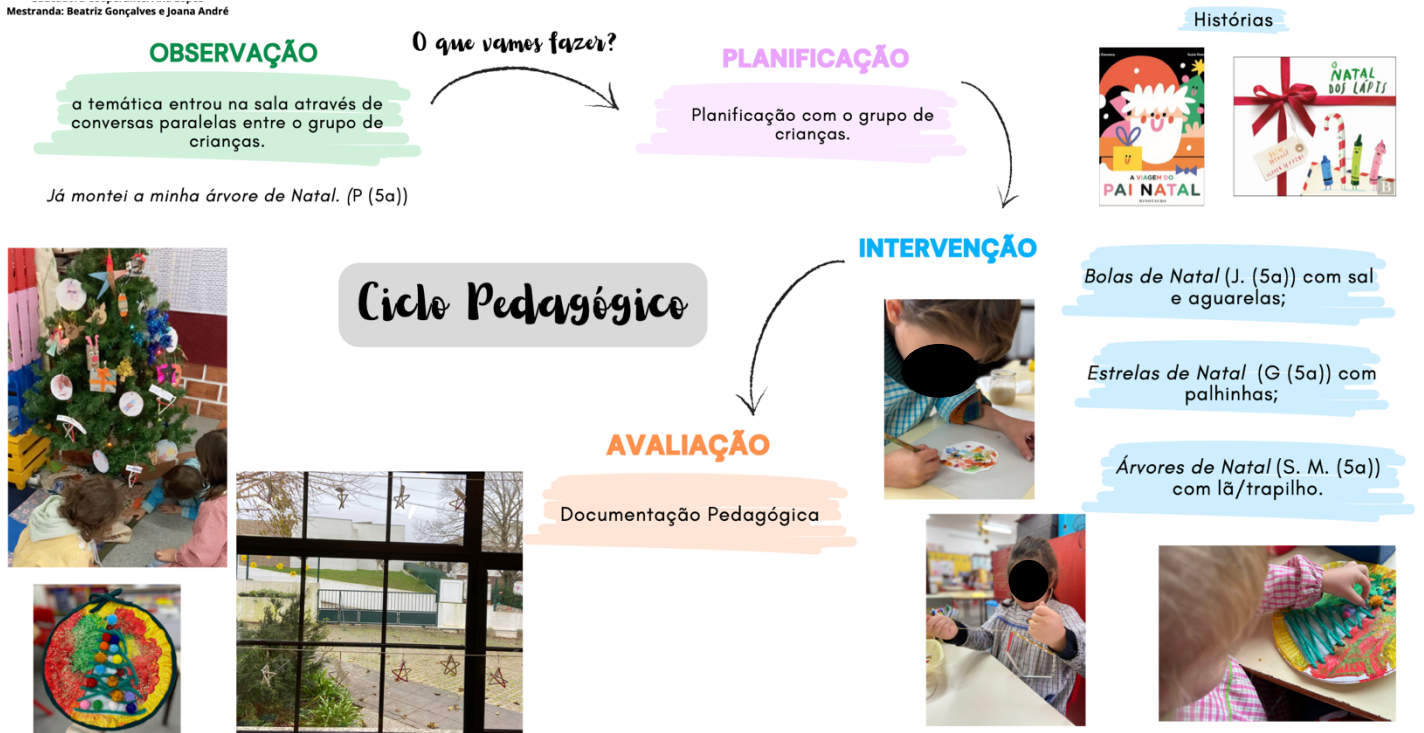 Mestranda: Beatriz Gonçalves e Joana André
OBSERVAÇÃO
a temática entrou na sala através de
conversas paralelas entre o grupo de
crianças.
Já montei a minha árvore de Natal. (P (5a))
O que vamos fazer?
PLANIFICAÇÃO
Planificação com o grupo de
crianças.
Histórias
A VIAGEM DO
PAI NATAL
O
NATAL
DOS LÁPIS
Ciclo Pedagógico
INTERVENÇÃO
Bolas de Natal (J. (5a)) com sal
e aguarelas;
Estrelas de Natal (G (5a)) com
palhinhas;
Árvores de Natal (S. M. (5a))
com lã/trapilho.
AVALIAÇÃO
Documentação Pedagógica